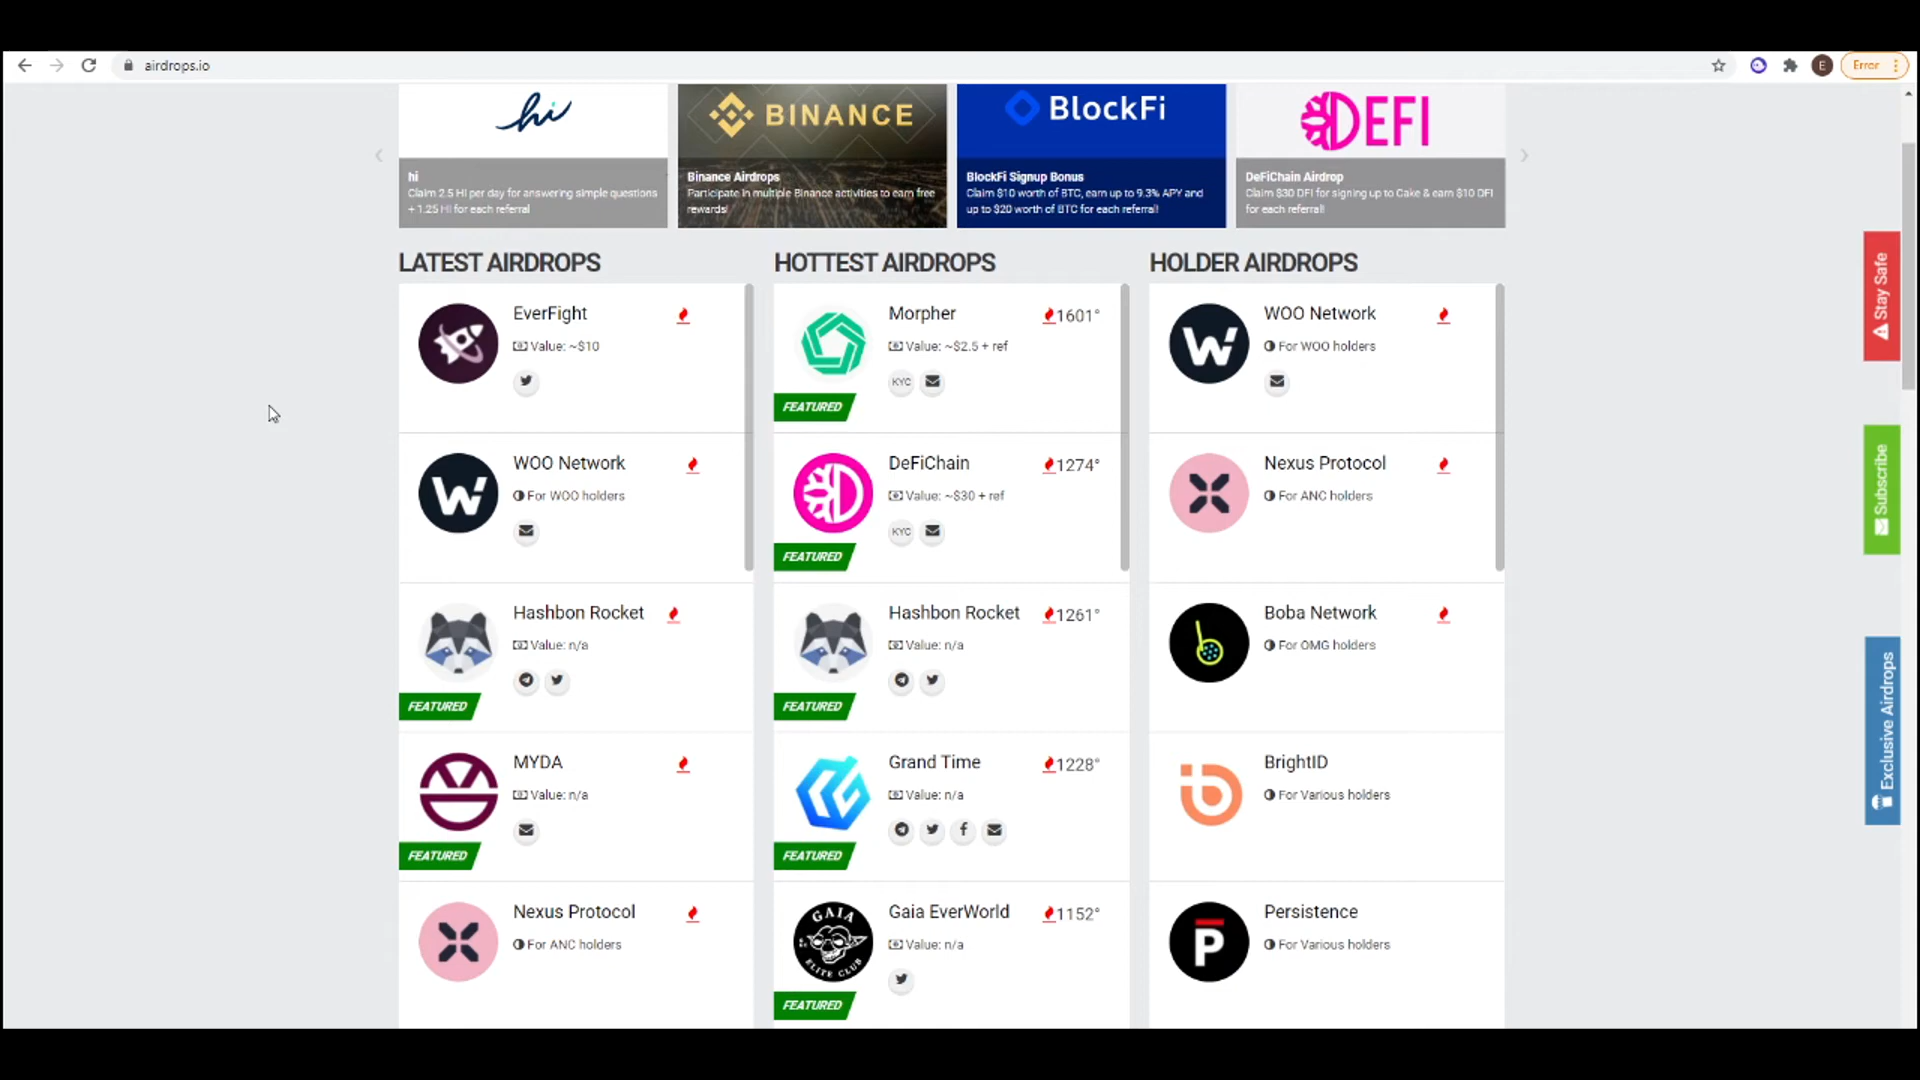 airdrops.io
E
Error
hi
BINANCE
BlockFi
DEFI
hi
Claim 2.5 HI per day for answering simple questions
+ 1.25 HI for each referral
Binance Airdrops
Participate in multiple Binance activities to earn free
rewards!
BlockFi Signup Bonus
Claim $10 worth of BTC, earn up to 9.3% APY and
up to $20 worth of BTC for each referral!
DeFiChain Airdrop
Claim $30 DFI for signing up to Cake & earn $10 DFI
for each referral!
LATEST AIRDROPS
EverFight
Value: ~$10
WOO Network
For WOO holders
Hashbon Rocket
Value: n/a
FEATURED
MYDA
Value: n/a
FEATURED
Nexus Protocol
For ANC holders
HOTTEST AIRDROPS
Morpher
1601°
Value: ~$2.5 + ref
KYC
FEATURED
DeFiChain
1274°
Value: ~$30 + ref
KYC
FEATURED
Hashbon Rocket
1261°
Value: n/a
FEATURED
Grand Time
1228°
Value: n/a
FEATURED
GAIA
ELITE CLUB
Gaia EverWorld
1152°
Value: n/a
FEATURED
HOLDER AIRDROPS
WOO Network
For WOO holders
Nexus Protocol
For ANC holders
Boba Network
For OMG holders
BrightID
For Various holders
P
Persistence
For Various holders
Stay Safe
Subscribe
Exclusive Airdrops